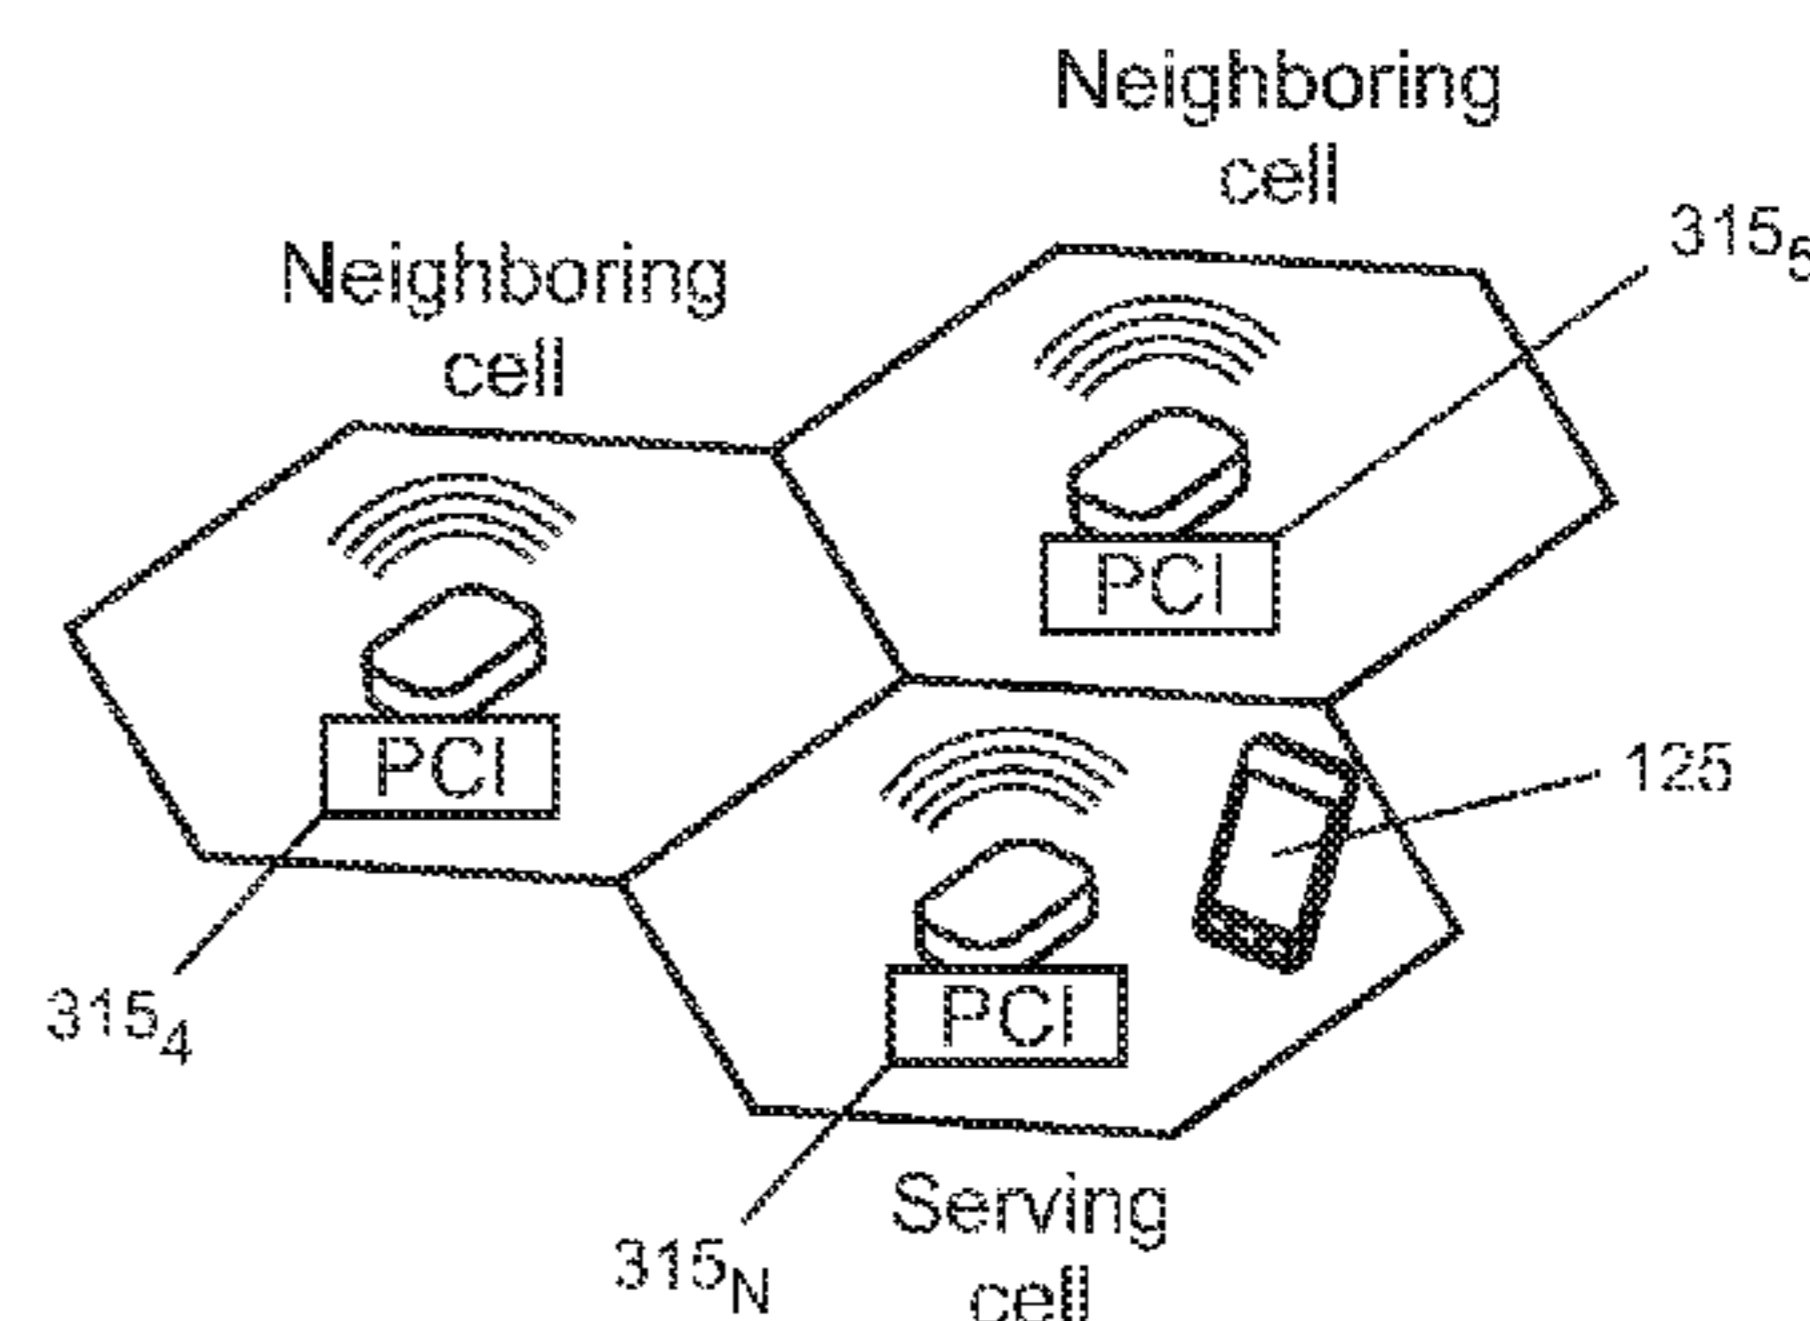 Neighboring
cell
315₅
Neighboring
cell
PCI
PCI
125
315₄
PCI
315N
Serving
cell